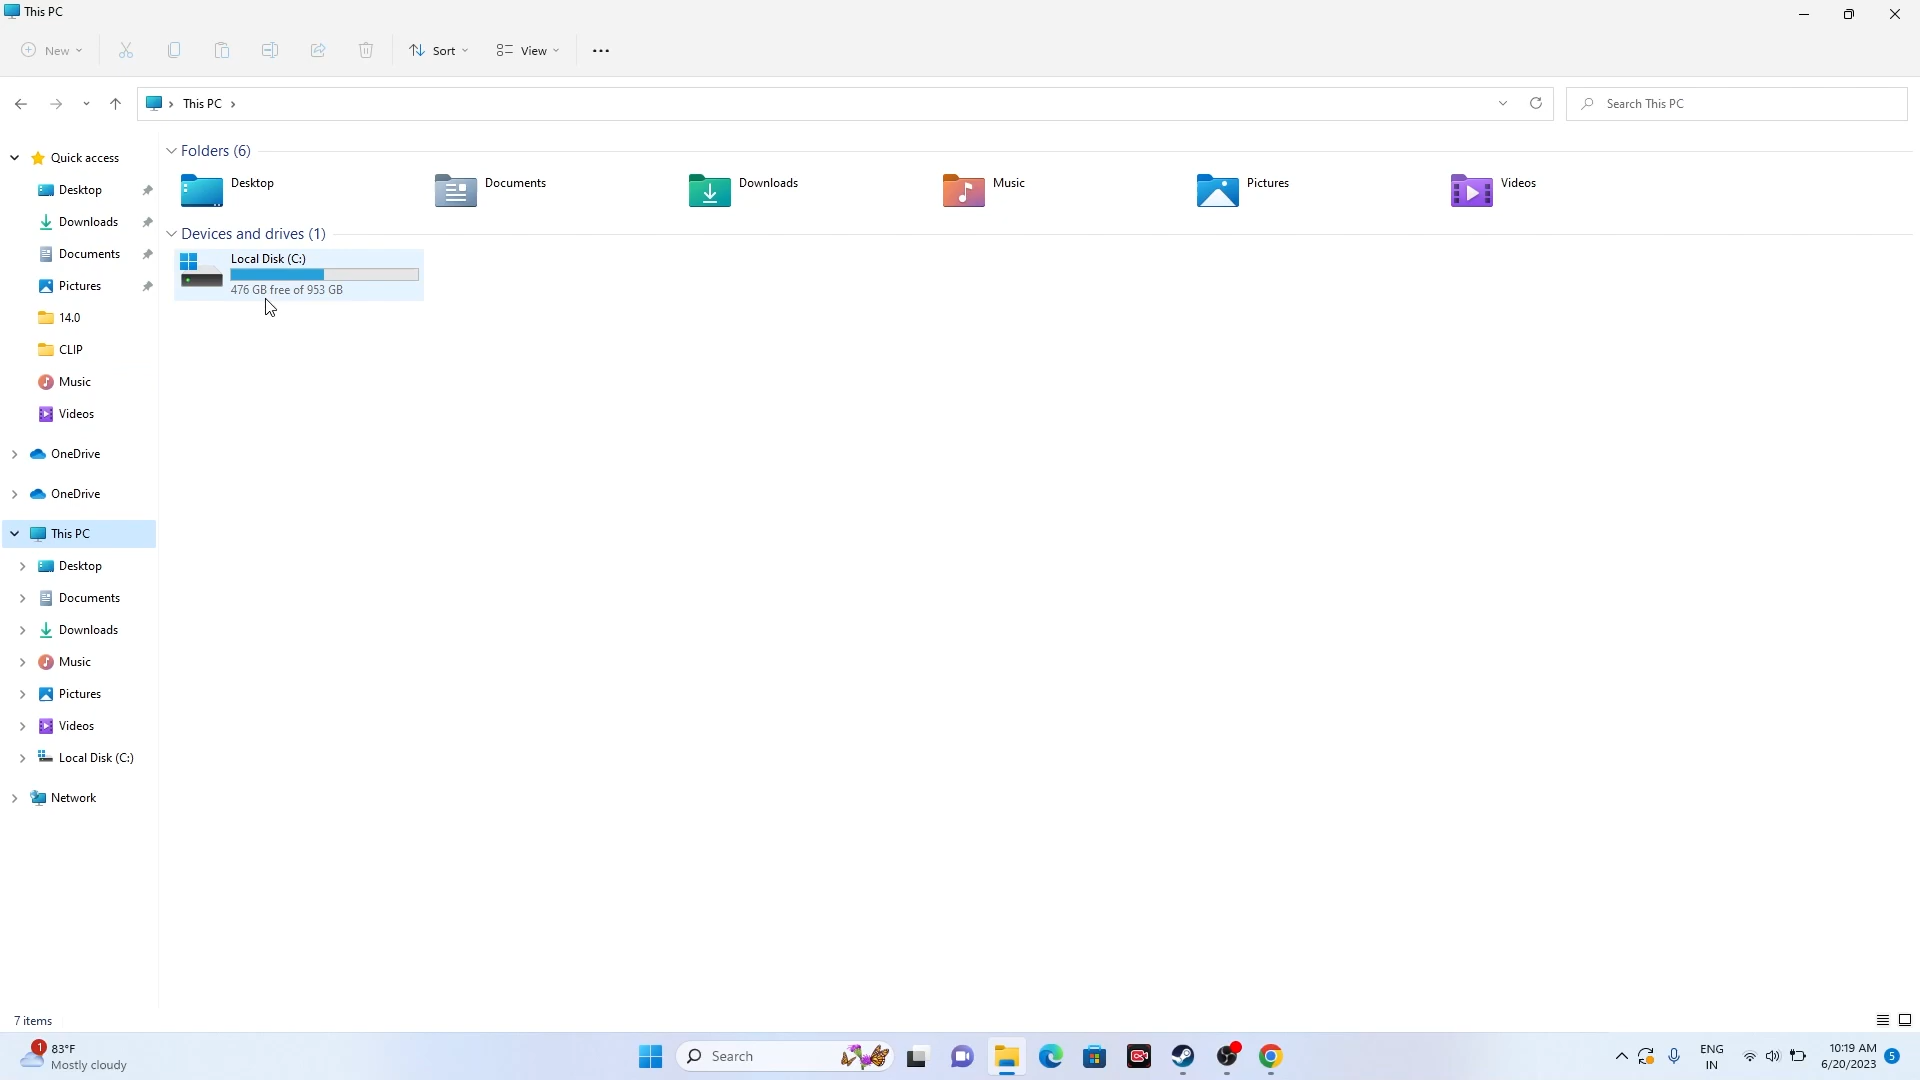 This PC
New
Sort
View
This PC
Search This PC
Quick access
Desktop
Downloads
Documents
Pictures
14.0
CLIP
Music
Videos
OneDrive
OneDrive
This PC
Desktop
Documents
Downloads
Music
Pictures
Videos
Local Disk (C:)
Network
Folders (6)
Desktop
Documents
Downloads
Music
Pictures
Videos
Devices and drives (1)
Local Disk (C:)
476 GB free of 953 GB
7 items
1
83°F
Mostly cloudy
Search
ENG
IN
10:19 AM
6/20/2023
5